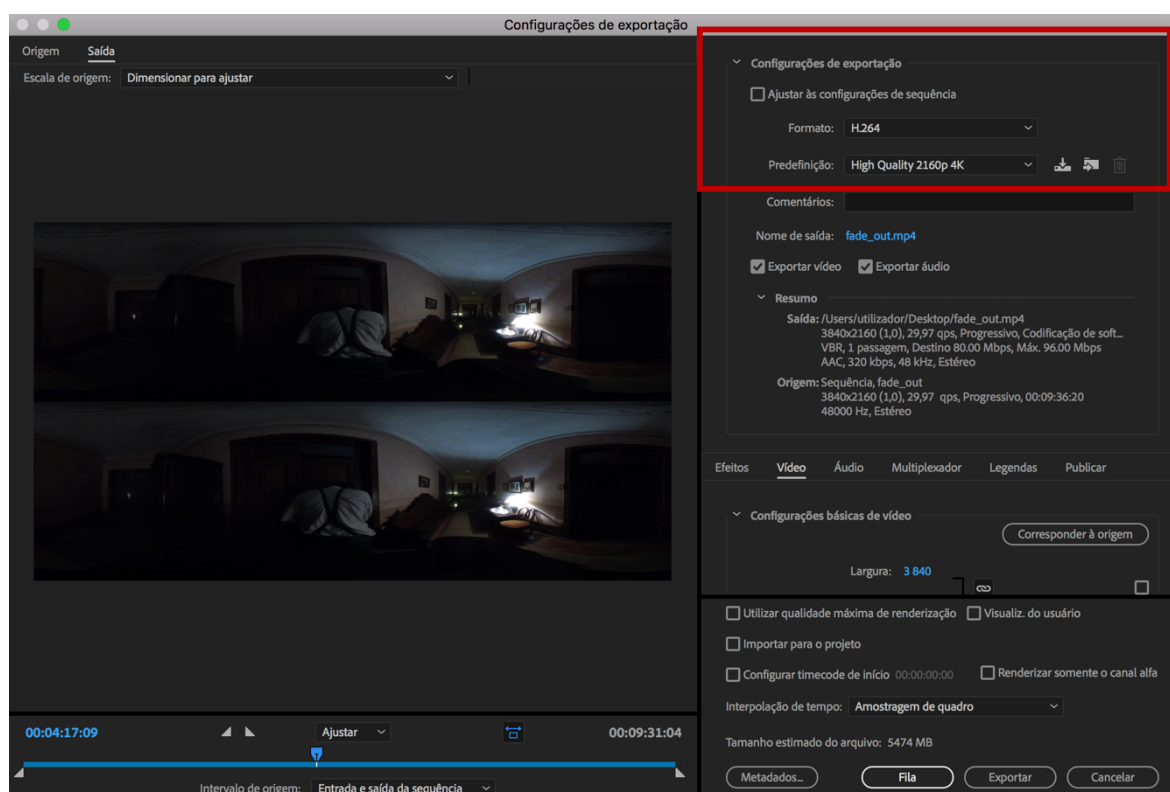 Configurações de exportação
Origem Saída
Escala de origem: Dimensionar para ajustar
Configurações de exportação
Ajustar às configurações de sequência
Formato: H.264
Predefinição: High Quality 2160p 4K
Comentários:
Nome de saída: fade_out.mp4
Exportar vídeo Exportar áudio
Resumo
Saída: /Users/utilizador/Desktop/fade_out.mp4
3840x2160 (1,0), 29,97 qps, Progressivo, Codificação de soft...
VBR, 1 passagem, Destino 80.00 Mbps, Máx. 96.00 Mbps
AAC, 320 kbps, 48 kHz, Estéreo
Origem: Sequência, fade_out
3840x2160 (1,0), 29,97 qps, Progressivo, 00:09:36:20
48000 Hz, Estéreo
Efeitos Vídeo Áudio Multiplexador Legendas Publicar
Configurações básicas de vídeo
Corresponder à origem
Largura: 3 840
Utilizar qualidade máxima de renderização Visualiz. do usuário
Importar para o projeto
Configurar timecode de início 00:00:00:00 Renderizar somente o canal alfa
Interpolação de tempo: Amostragem de quadro
Tamanho estimado do arquivo: 5474 MB
Metadados... Fila Exportar Cancelar
00:04:17:09 Ajustar 00:09:31:04
Intervalo de origem: Entrada e saída da sequência